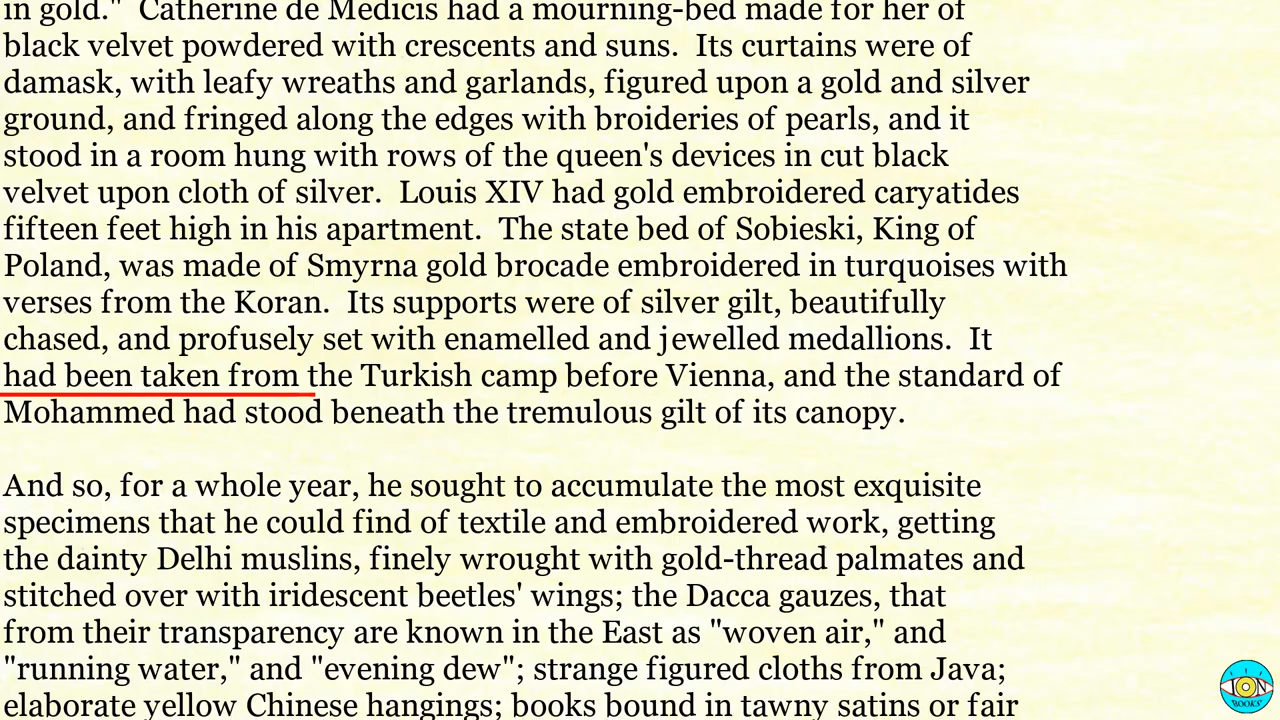 in gold."  Catherine de Medicis had a mourning-bed made for her of
black velvet powdered with crescents and suns.  Its curtains were of
damask, with leafy wreaths and garlands, figured upon a gold and silver
ground, and fringed along the edges with broideries of pearls, and it
stood in a room hung with rows of the queen's devices in cut black
velvet upon cloth of silver.  Louis XIV had gold embroidered caryatides
fifteen feet high in his apartment.  The state bed of Sobieski, King of
Poland, was made of Smyrna gold brocade embroidered in turquoises with
verses from the Koran.  Its supports were of silver gilt, beautifully
chased, and profusely set with enamelled and jewelled medallions.  It
had been taken from the Turkish camp before Vienna, and the standard of
Mohammed had stood beneath the tremulous gilt of its canopy.
And so, for a whole year, he sought to accumulate the most exquisite
specimens that he could find of textile and embroidered work, getting
the dainty Delhi muslins, finely wrought with gold-thread palmates and
stitched over with iridescent beetles' wings; the Dacca gauzes, that
from their transparency are known in the East as "woven air," and
"running water," and "evening dew"; strange figured cloths from Java;
elaborate yellow Chinese hangings; books bound in tawny satins or fair
ION
BOOKS